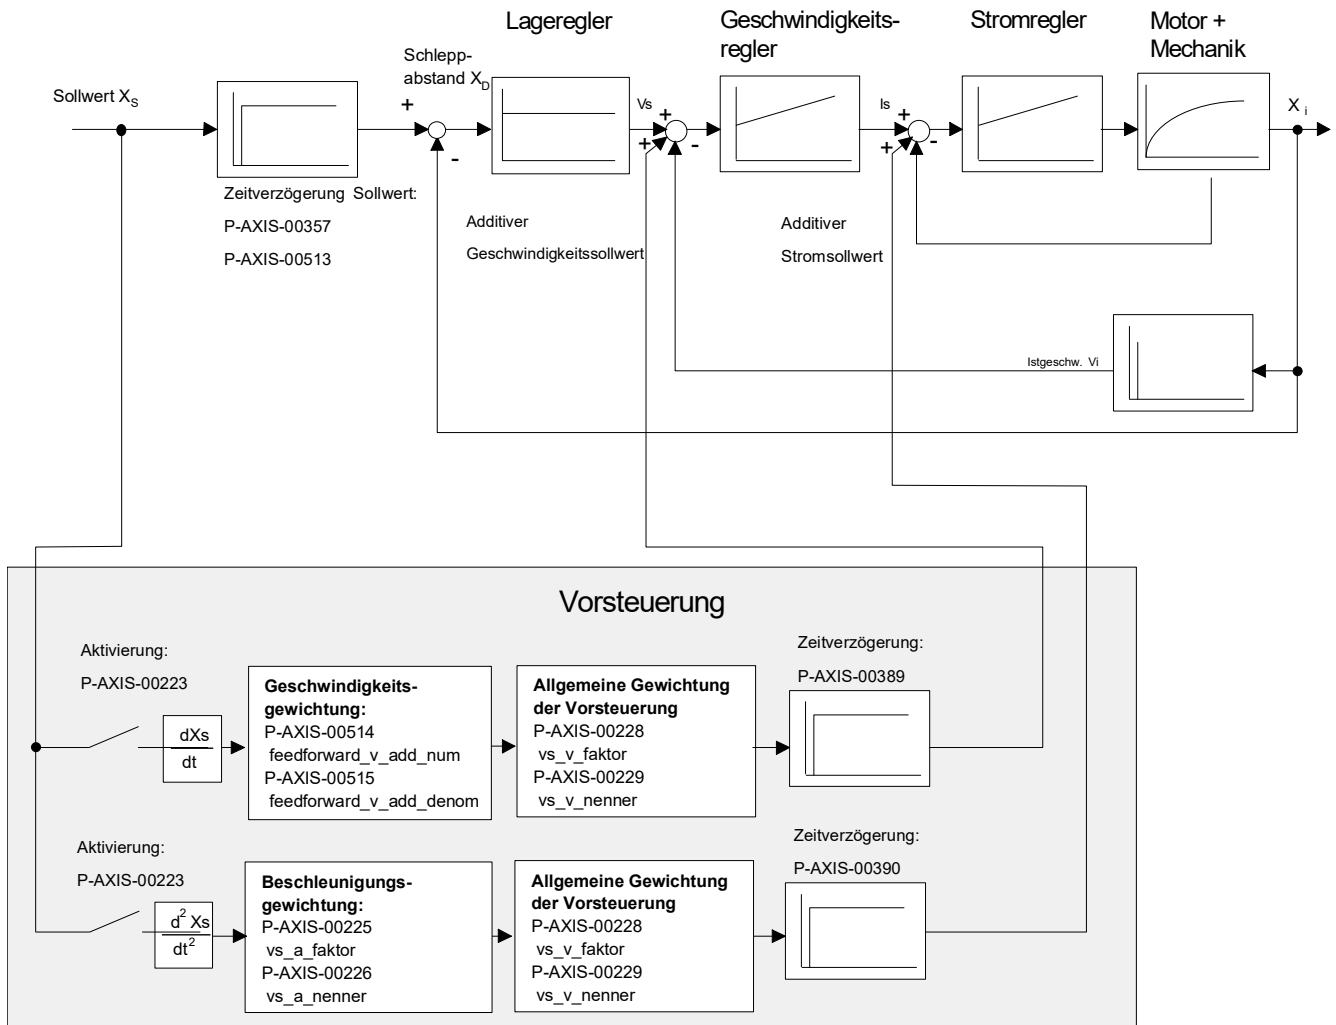 Lageregler
Geschwindigkeits-
regler
Stromregler
Motor +
Mechanik
Schlepp-
abstand X_D
Sollwert X_S
+
-
Vs
+
+
-
Is
+
+
-
X i
Zeitverzögerung Sollwert:
P-AXIS-00357
P-AXIS-00513
Additiver
Geschwindigkeitssollwert
Additiver
Stromsollwert
Istgeschw. Vi
Vorsteuerung
Aktivierung:
P-AXIS-00223
dXs
dt
Geschwindigkeits-
gewichtung:
P-AXIS-00514
feedforward_v_add_num
P-AXIS-00515
feedforward_v_add_denom
Allgemeine Gewichtung
der Vorsteuerung
P-AXIS-00228
vs_v_faktor
P-AXIS-00229
vs_v_nenner
Zeitverzögerung:
P-AXIS-00389
Aktivierung:
P-AXIS-00223
d² Xs
dt²
Beschleunigungs-
gewichtung:
P-AXIS-00225
vs_a_faktor
P-AXIS-00226
vs_a_nenner
Allgemeine Gewichtung
der Vorsteuerung
P-AXIS-00228
vs_v_faktor
P-AXIS-00229
vs_v_nenner
Zeitverzögerung:
P-AXIS-00390